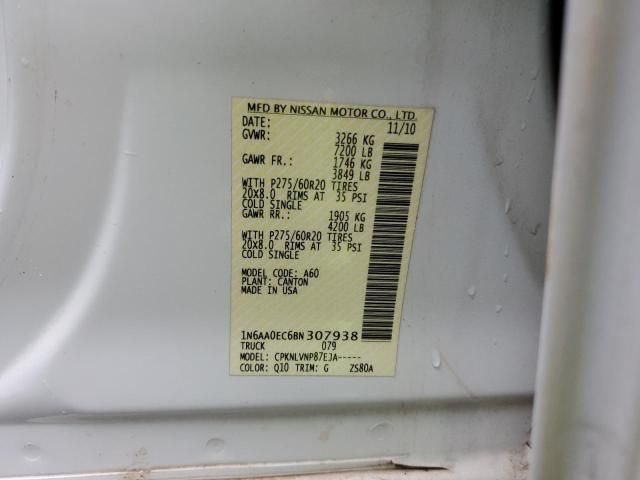 MFD BY NISSAN MOTOR CO., LTD.
DATE: 11/10
GVWR: 3266 KG
7200 LB
GAWR FR.: 1746 KG
3849 LB
WITH P275/60R20 TIRES
20x8.0 RIMS AT 35 PSI
COLD SINGLE
GAWR RR.: 1905 KG
4200 LB
WITH P275/60R20 TIRES
20x8.0 RIMS AT 35 PSI
COLD SINGLE
MODEL CODE: A60
PLANT: CANTON
MADE IN USA
1N6AA0EC6BN307938
TRUCK 079
MODEL: CPKNLVNP87EJA-----
COLOR: Q10 TRIM: G ZS80A